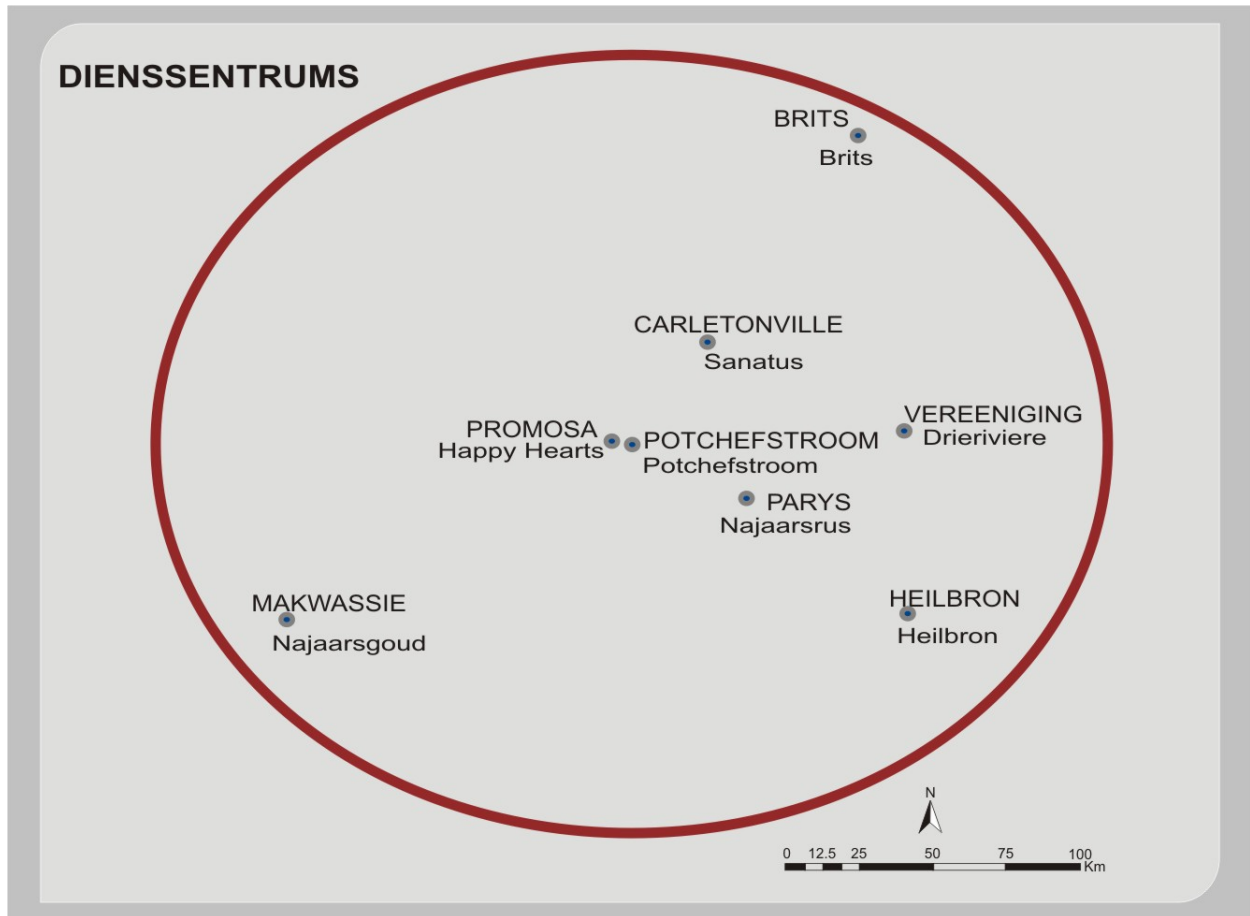 DIENSSENTRUMS
BRITS
Brits
CARLETONVILLE
Sanatus
VEREENIGING
Drieriviere
PROMOSA
Happy Hearts
POTCHEFSTROOM
Potchefstroom
PARYS
Najaarsrus
MAKWASSIE
Najaarsgoud
HEILBRON
Heilbron
N
0 12.5 25 50 75 100
Km